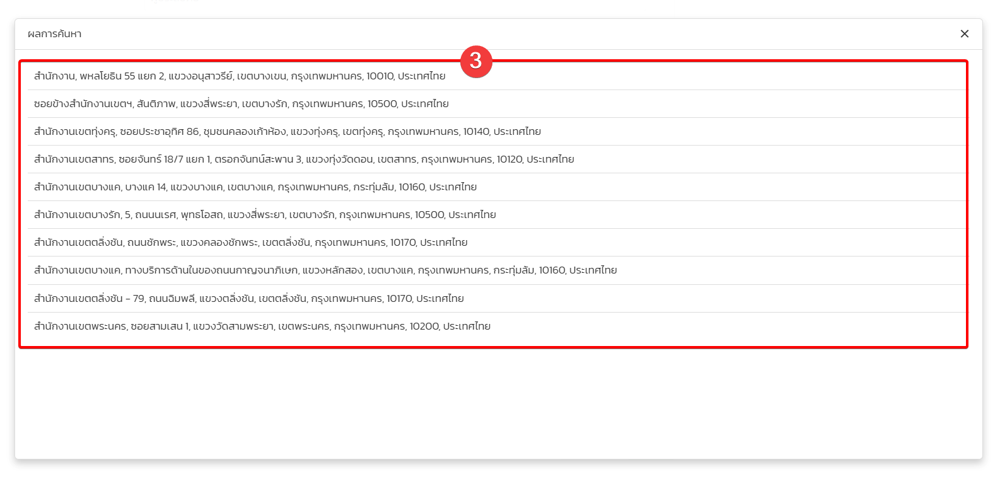 ผลการค้นหา
3
สำนักงาน, พหลโยธิน 55 แยก 2, แขวงอนุสาวรีย์, เขตบางเขน, กรุงเทพมหานคร, 10010, ประเทศไทย
ซอยข้างสำนักงานเขตฯ, สันติภาพ, แขวงสี่พระยา, เขตบางรัก, กรุงเทพมหานคร, 10500, ประเทศไทย
สำนักงานเขตทุ่งครุ, ซอยประชาอุทิศ 86, ชุมชนคลองเก้าห้อง, แขวงทุ่งครุ, เขตทุ่งครุ, กรุงเทพมหานคร, 10140, ประเทศไทย
สำนักงานเขตสาทร, ซอยจันทร์ 18/7 แยก 1, ตรอกจันทน์สะพาน 3, แขวงทุ่งวัดดอน, เขตสาทร, กรุงเทพมหานคร, 10120, ประเทศไทย
สำนักงานเขตบางแค, บางแค 14, แขวงบางแค, เขตบางแค, กรุงเทพมหานคร, กระทุ่มล้ม, 10160, ประเทศไทย
สำนักงานเขตบางรัก, 5, ถนนนเรศ, พุทธโอสถ, แขวงสี่พระยา, เขตบางรัก, กรุงเทพมหานคร, 10500, ประเทศไทย
สำนักงานเขตตลิ่งชัน, ถนนชักพระ, แขวงคลองชักพระ, เขตตลิ่งชัน, กรุงเทพมหานคร, 10170, ประเทศไทย
สำนักงานเขตบางแค, ทางบริการด้านในของถนนกาญจนาภิเษก, แขวงหลักสอง, เขตบางแค, กรุงเทพมหานคร, กระทุ่มล้ม, 10160, ประเทศไทย
สำนักงานเขตตลิ่งชัน - 79, ถนนฉิมพลี, แขวงตลิ่งชัน, เขตตลิ่งชัน, กรุงเทพมหานคร, 10170, ประเทศไทย
สำนักงานเขตพระนคร, ซอยสามเสน 1, แขวงวัดสามพระยา, เขตพระนคร, กรุงเทพมหานคร, 10200, ประเทศไทย